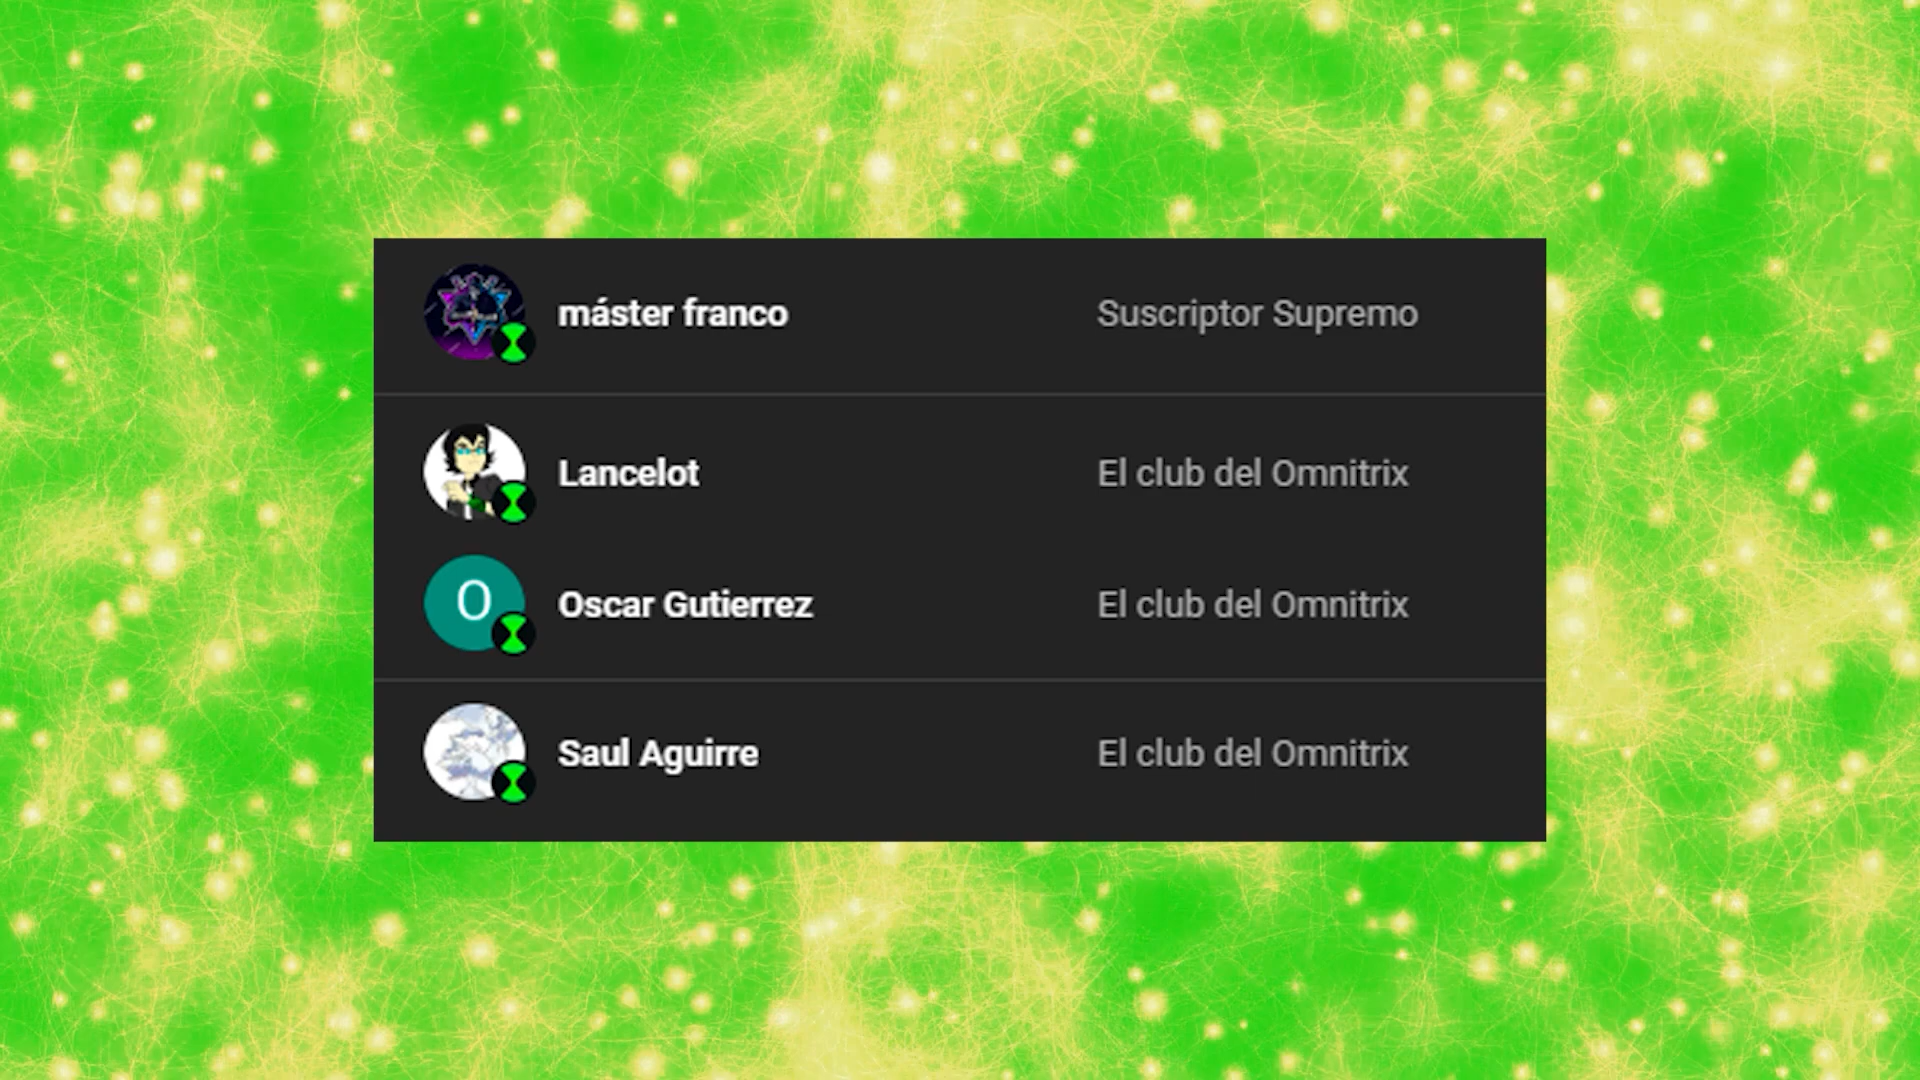 máster franco Suscriptor Supremo
Lancelot El club del Omnitrix
O Oscar Gutierrez El club del Omnitrix
Saul Aguirre El club del Omnitrix